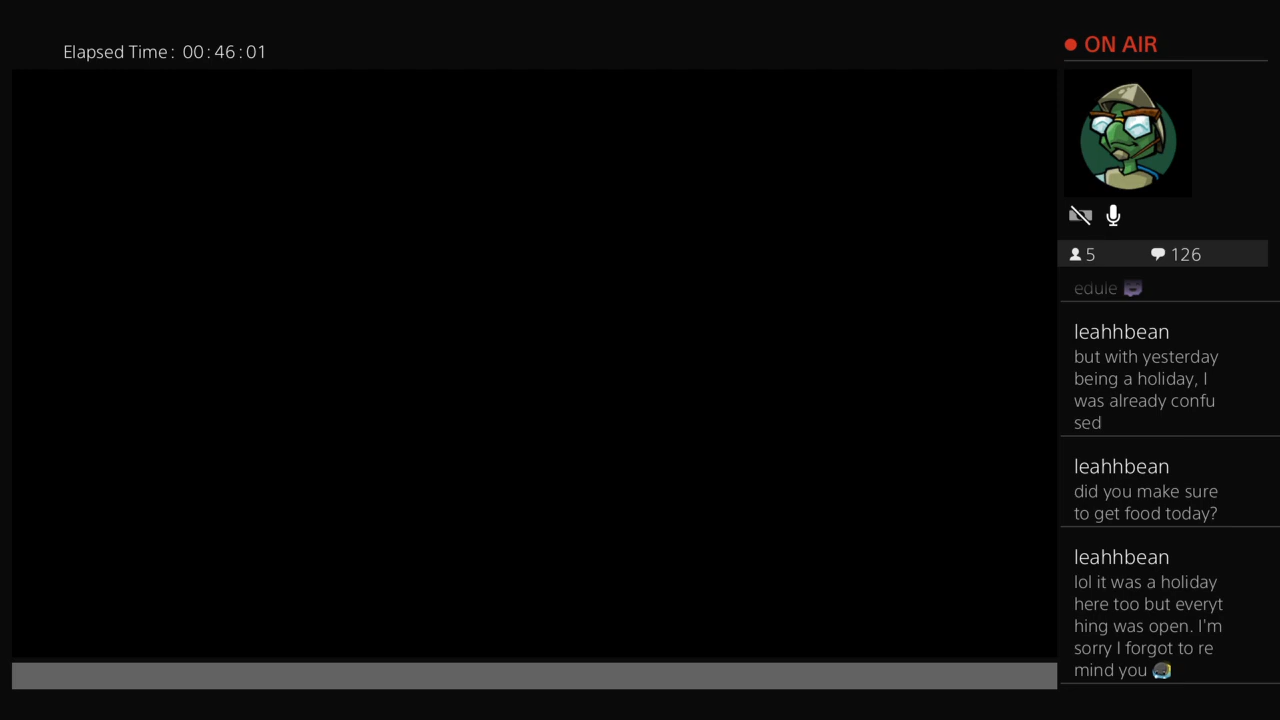 Elapsed Time: 00:46:01
ON AIR
5 126
edule
leahhbean
but with yesterday
being a holiday, I
was already confu
sed
leahhbean
did you make sure
to get food today?
leahhbean
lol it was a holiday
here too but everyt
hing was open. I'm
sorry I forgot to re
mind you